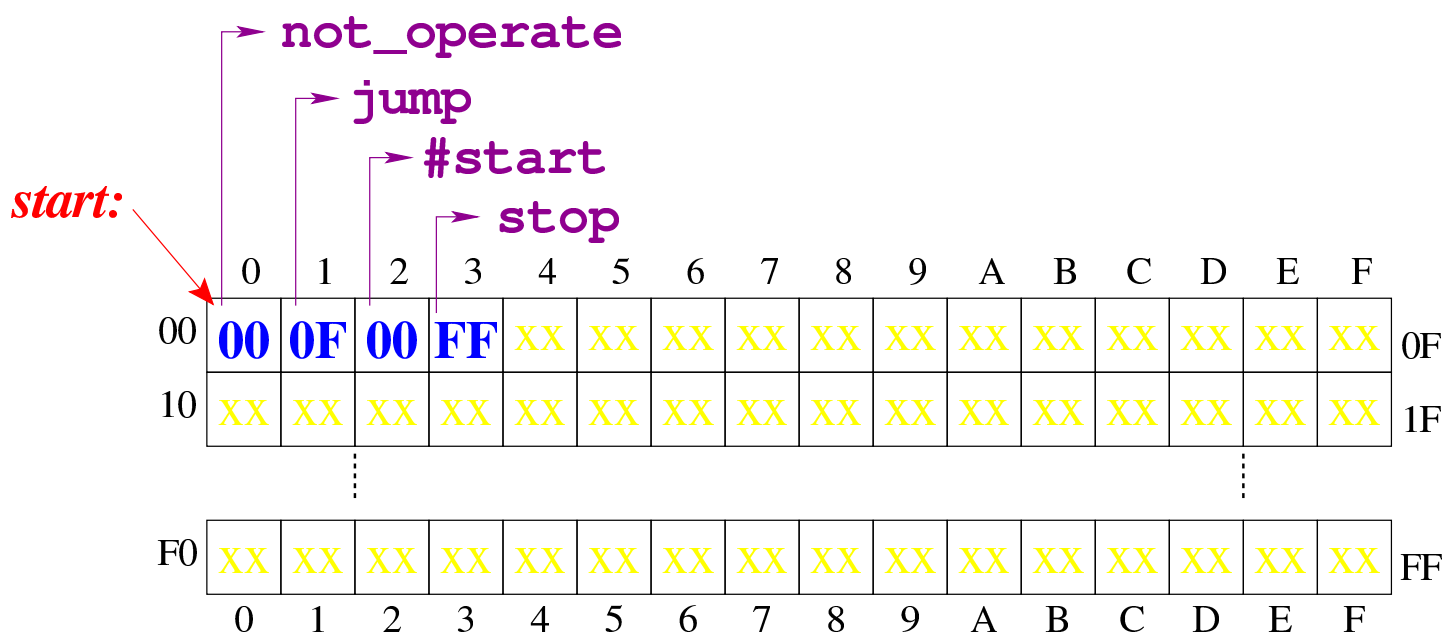 not_operate
jump
#start
stop
start:
0 1 2 3 4 5 6 7 8 9 A B C D E F
00 00 0F 00 FF XX XX XX XX XX XX XX XX XX XX XX XX 0F
10 XX XX XX XX XX XX XX XX XX XX XX XX XX XX XX XX 1F
F0 XX XX XX XX XX XX XX XX XX XX XX XX XX XX XX XX FF
0 1 2 3 4 5 6 7 8 9 A B C D E F